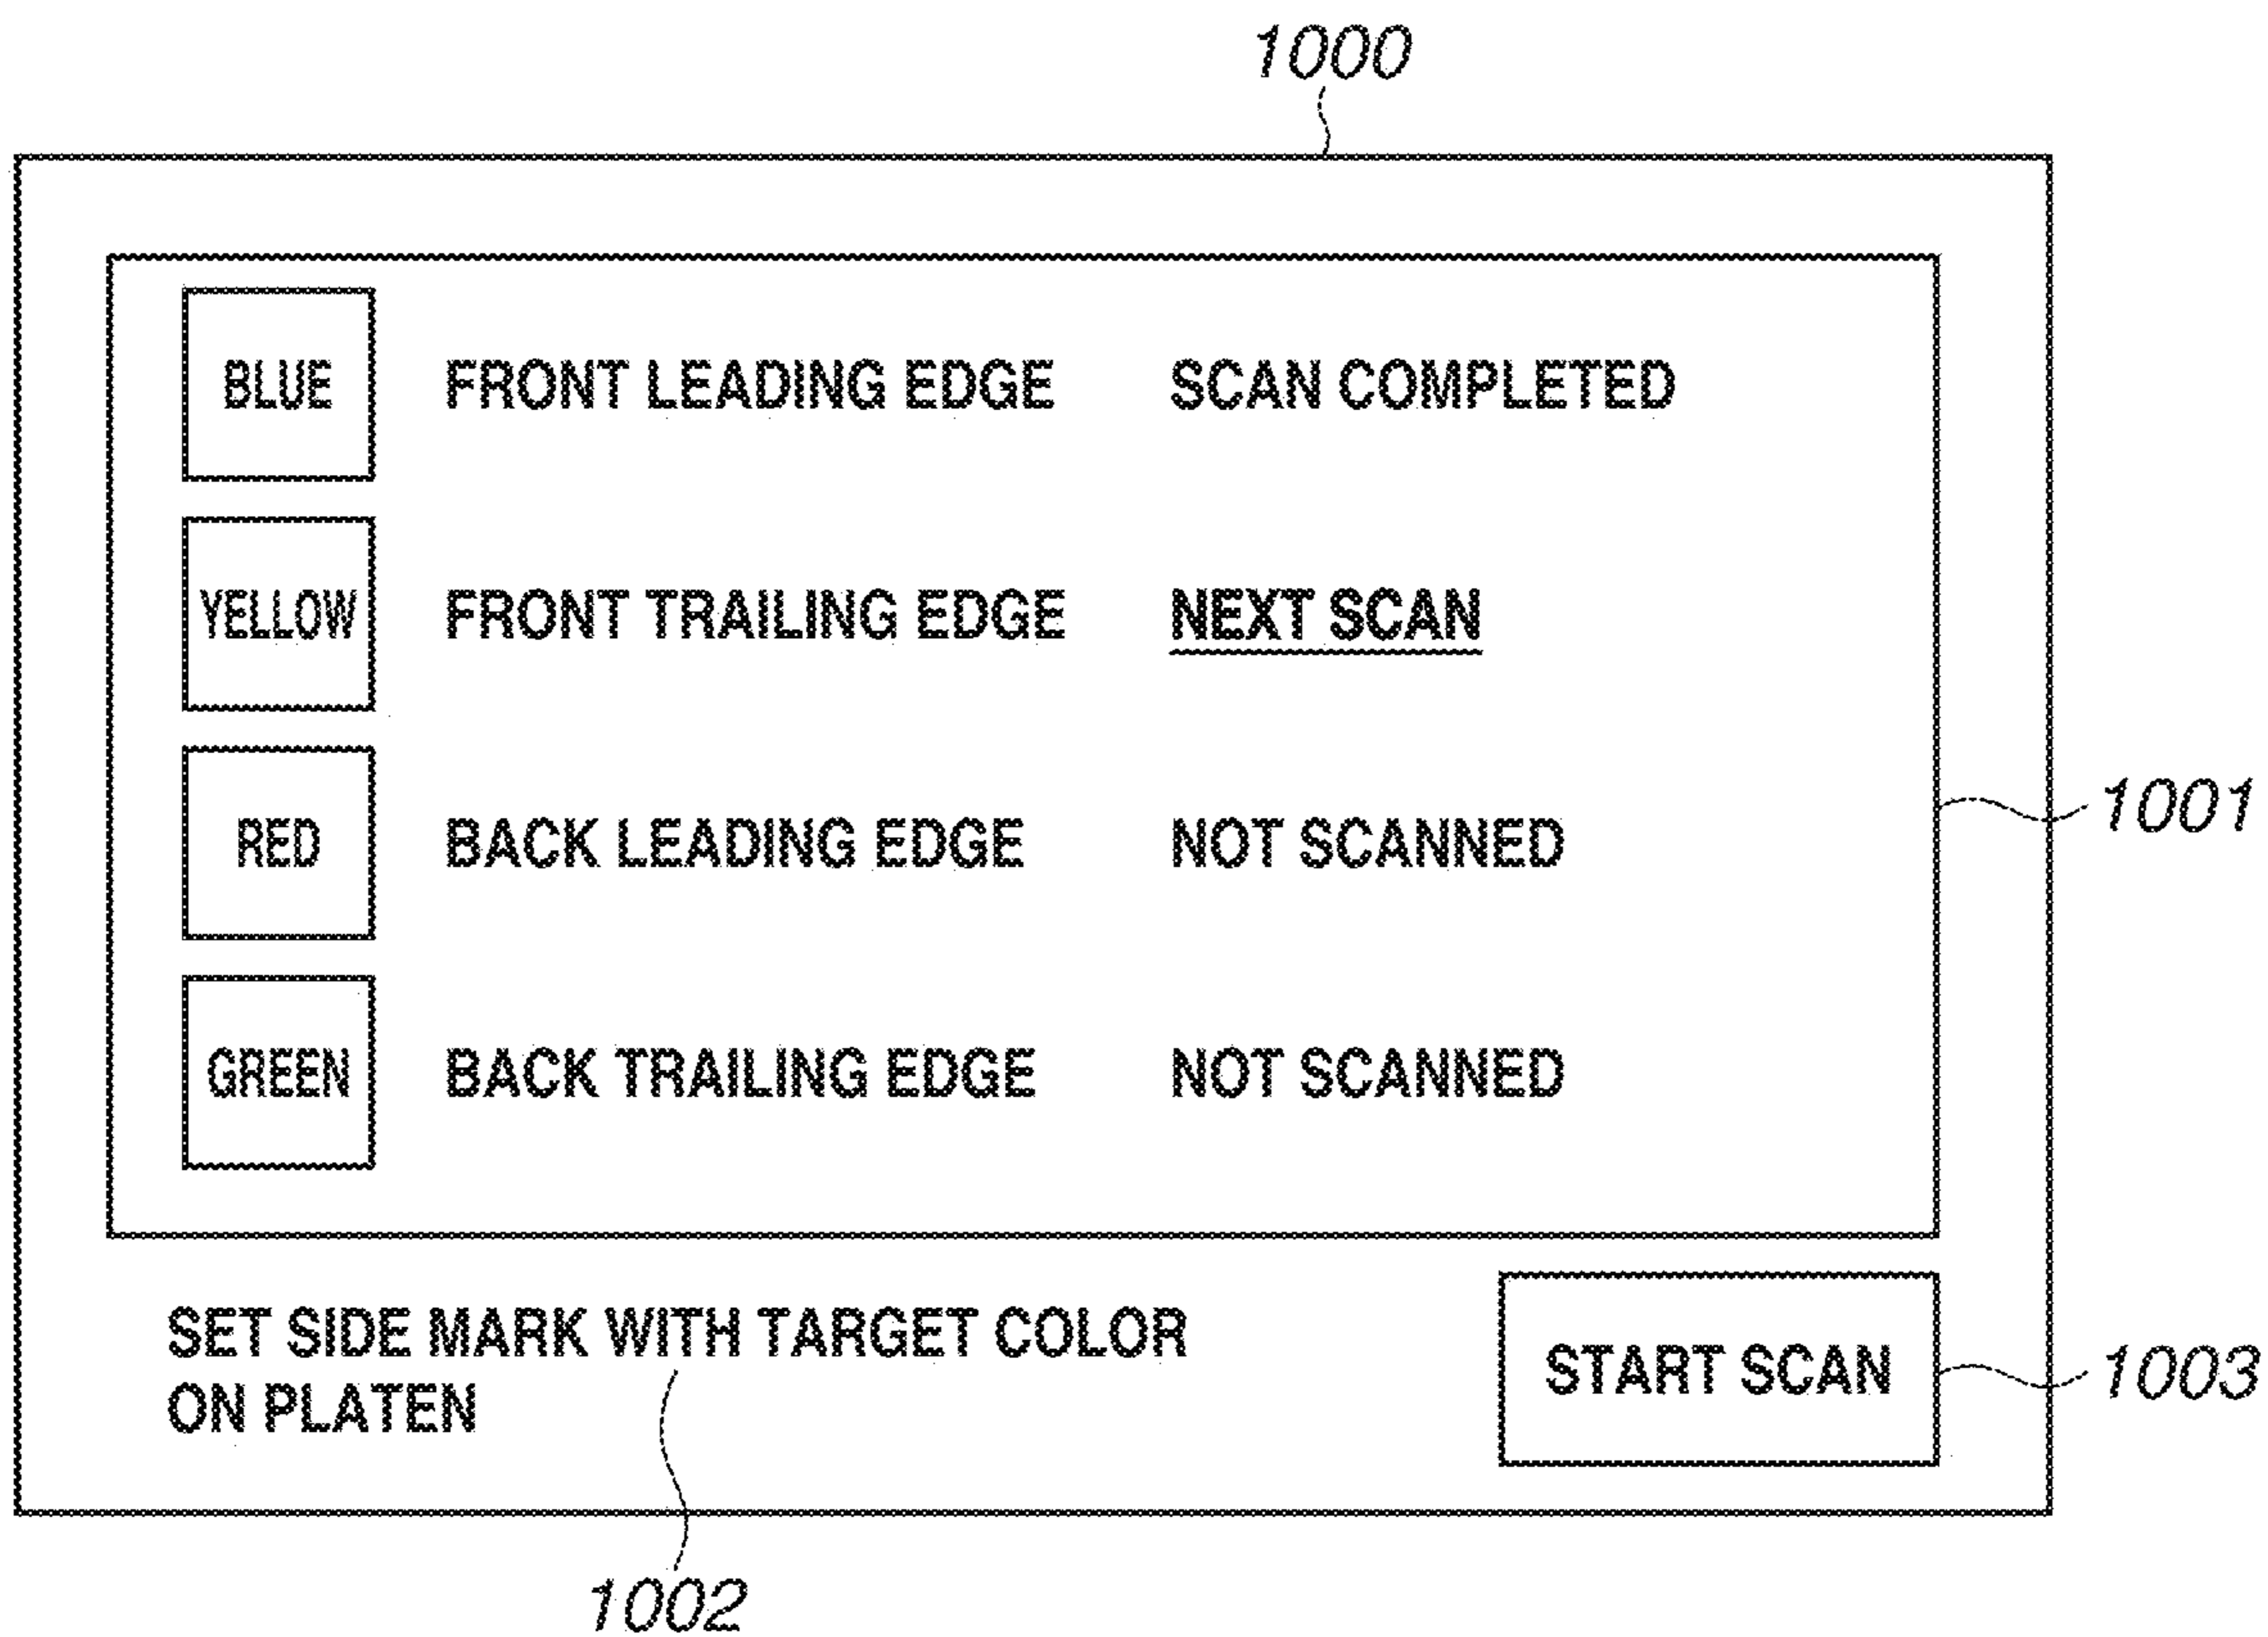 1000
BLUE FRONT LEADING EDGE SCAN COMPLETED
YELLOW FRONT TRAILING EDGE NEXT SCAN
RED BACK LEADING EDGE NOT SCANNED
1001
GREEN BACK TRAILING EDGE NOT SCANNED
SET SIDE MARK WITH TARGET COLOR
ON PLATEN
START SCAN
1003
1002